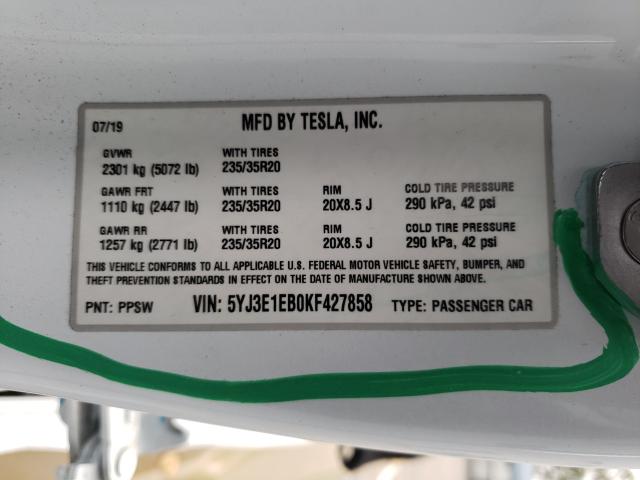 07/19 MFD BY TESLA, INC.
GVWR WITH TIRES
2301 kg (5072 lb) 235/35R20
GAWR FRT WITH TIRES RIM COLD TIRE PRESSURE
1110 kg (2447 lb) 235/35R20 20X8.5 J 290 kPa, 42 psi
GAWR RR WITH TIRES RIM COLD TIRE PRESSURE
1257 kg (2771 lb) 235/35R20 20X8.5 J 290 kPa, 42 psi
THIS VEHICLE CONFORMS TO ALL APPLICABLE U.S. FEDERAL MOTOR VEHICLE SAFETY, BUMPER, AND
THEFT PREVENTION STANDARDS IN EFFECT ON THE DATE OF MANUFACTURE SHOWN ABOVE.
PNT: PPSW VIN: 5YJ3E1EB0KF427858 TYPE: PASSENGER CAR